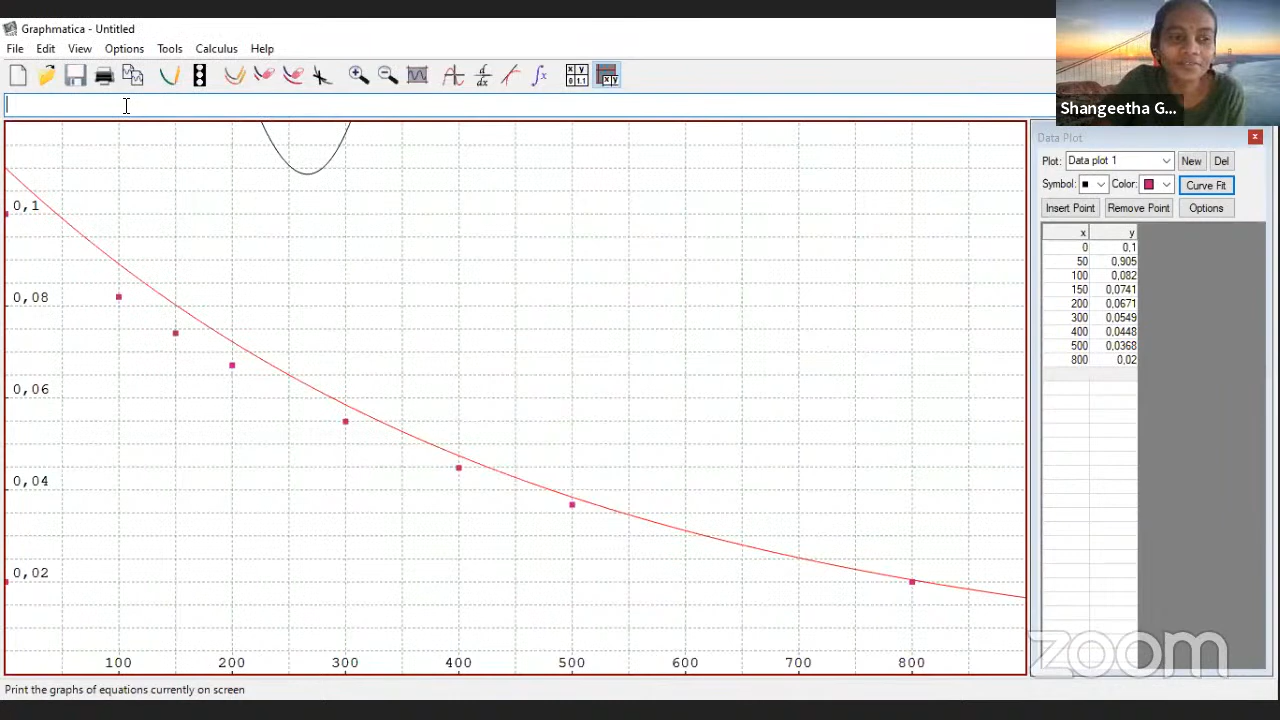 Graphmatica - Untitled
File Edit View Options Tools Calculus Help
Shangeetha G...
Data Plot
Plot: Data plot 1 New Del
Symbol: Color: Curve Fit
Insert Point Remove Point Options
x y
0 0.1
50 0,905
100 0.082
150 0.0741
200 0.0671
300 0.0549
400 0.0448
500 0.0368
800 0,02
0,1
0,08
0,06
0,04
0,02
100 200 300 400 500 600 700 800
Print the graphs of equations currently on screen
zoom